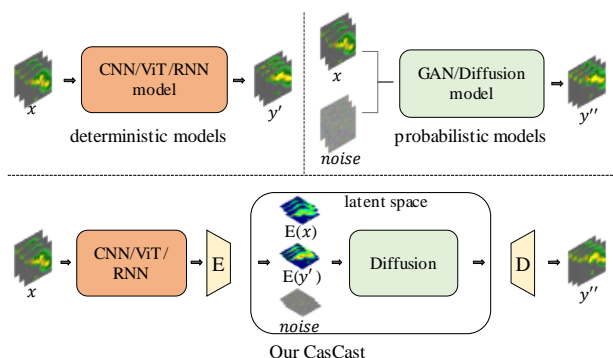 CNN/ViT/RNN
model
x
y′
deterministic models
x
noise
GAN/Diffusion
model
y′′
probabilistic models
x
CNN/ViT/
RNN
E
latent space
E(x)
E(y′)
noise
Diffusion
D
y′′
Our CasCast